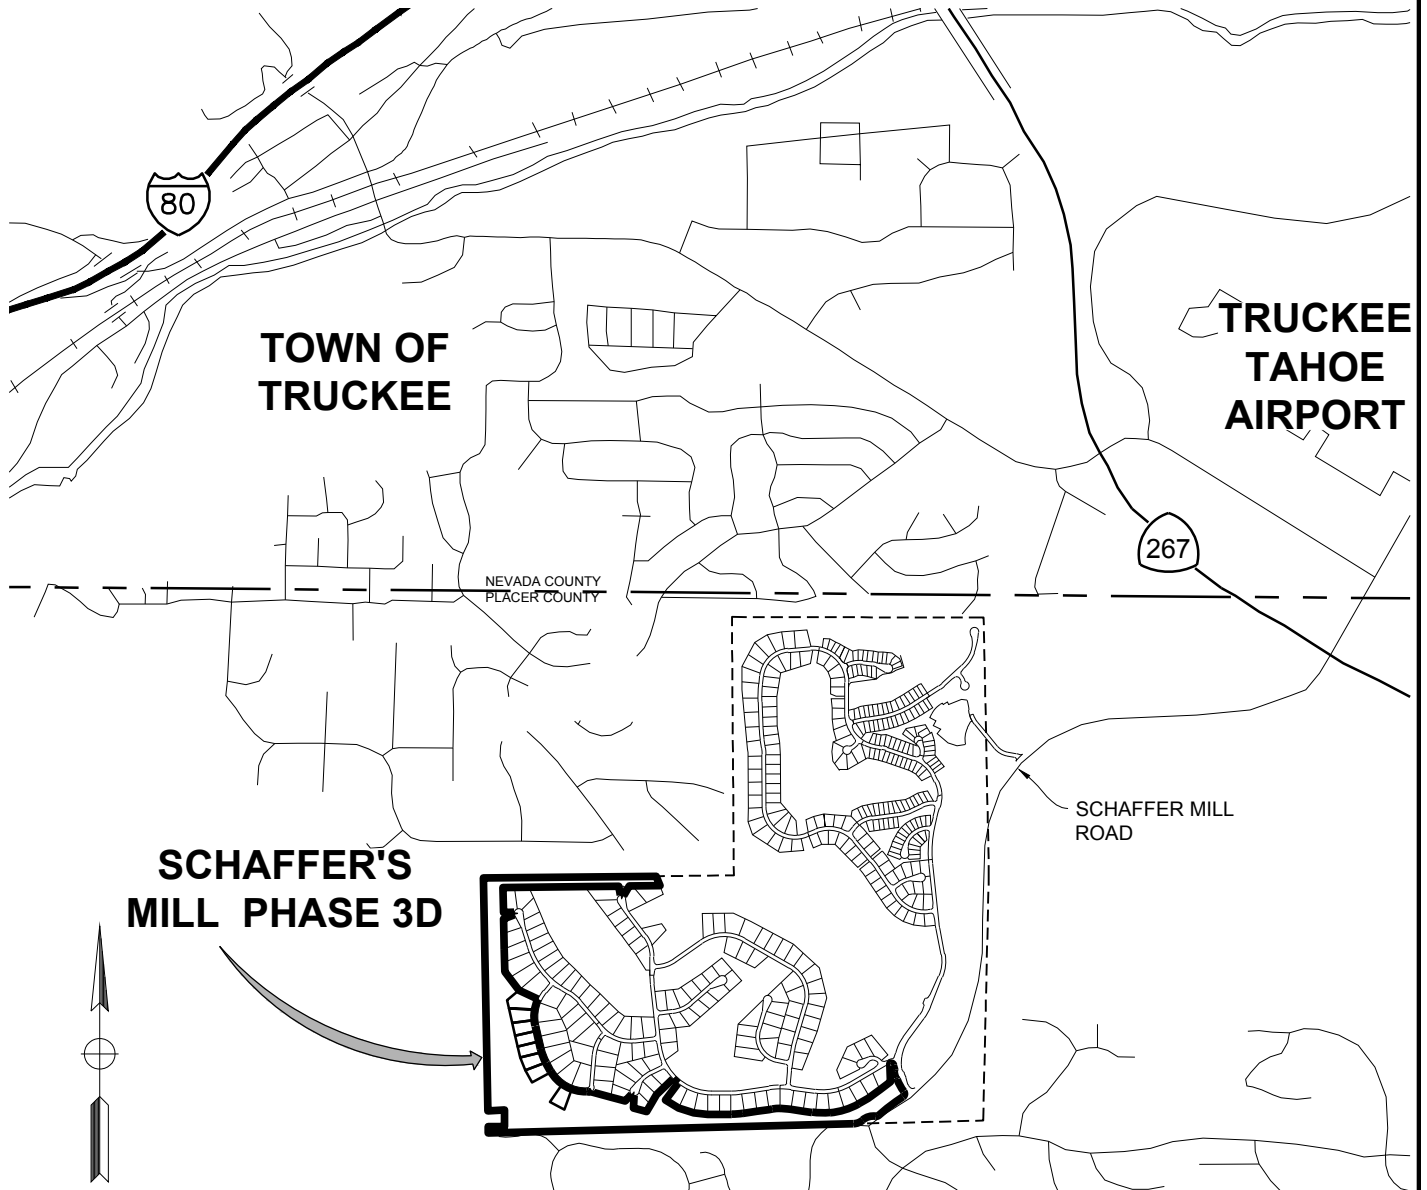 80
TOWN OF
TRUCKEE
TRUCKEE
TAHOE
AIRPORT
267
NEVADA COUNTY
PLACER COUNTY
SCHAFFER MILL
ROAD
SCHAFFER'S
MILL PHASE 3D